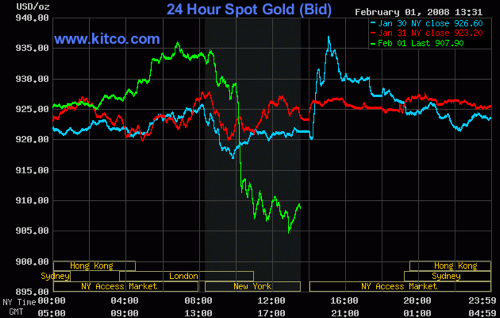 USD/oz
24 Hour Spot Gold (Bid)
February 01, 2008 13:31
www.kitco.com
Jan 30 NY close 926.60
Jan 31 NY close 923.20
Feb 01 Last 907.90
940.00
935.00
930.00
925.00
920.00
915.00
910.00
905.00
900.00
895.00
Hong Kong
Hong Kong
Sydney
London
Sydney
NY Access Market
New York
NY Access Market
NY Time
00:00 04:00 08:00 12:00 16:00 20:00 23:59
GMT
05:00 09:00 13:00 17:00 21:00 01:00 04:59